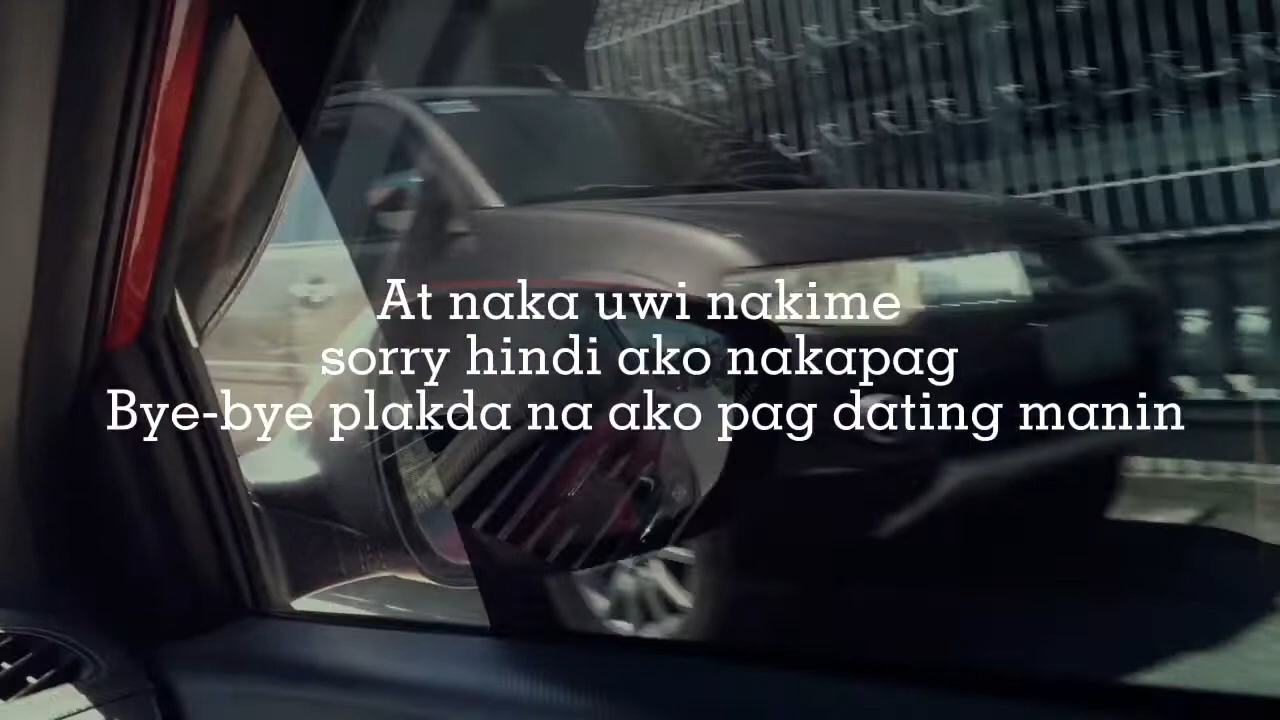 At naka uwi nakime
sorry hindi ako nakapag
Bye-bye plakda na ako pag dating manin